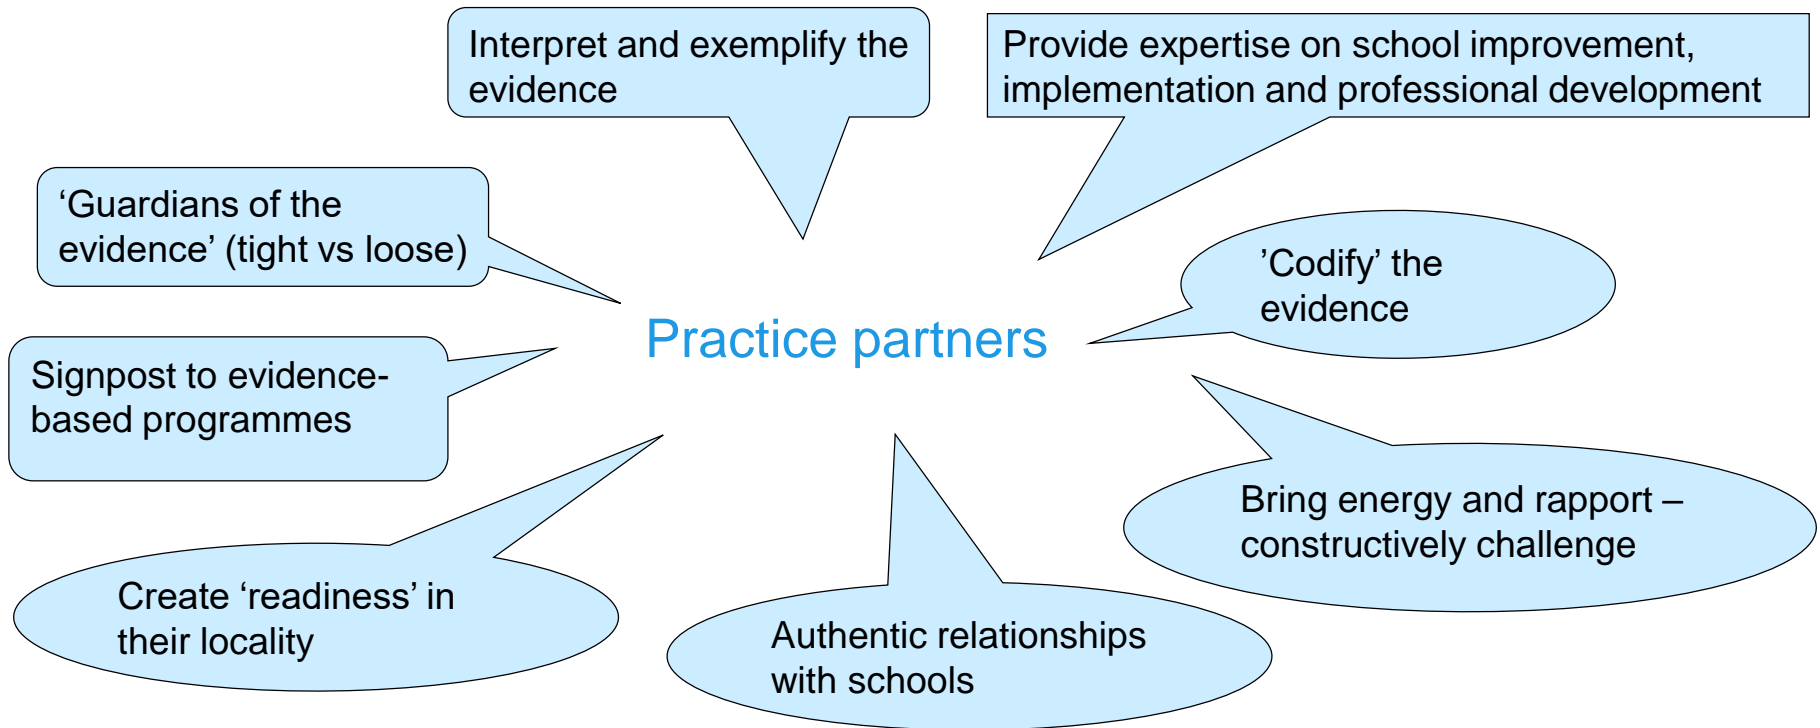 Interpret and exemplify the
evidence
Provide expertise on school improvement,
implementation and professional development
‘Guardians of the
evidence’ (tight vs loose)
’Codify’ the
evidence
Practice partners
Signpost to evidence-
based programmes
Bring energy and rapport –
constructively challenge
Create ‘readiness’ in
their locality
Authentic relationships
with schools